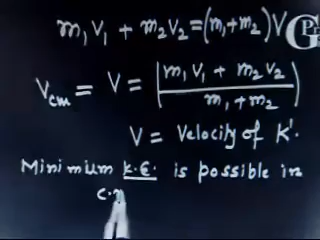 m₁V₁ + m₂V₂ = (m₁+m₂)V
V_cm = V = (m₁V₁ + m₂V₂ / m₁+m₂)
V = Velocity of K'.
Minimum K.E. is possible in
c.m